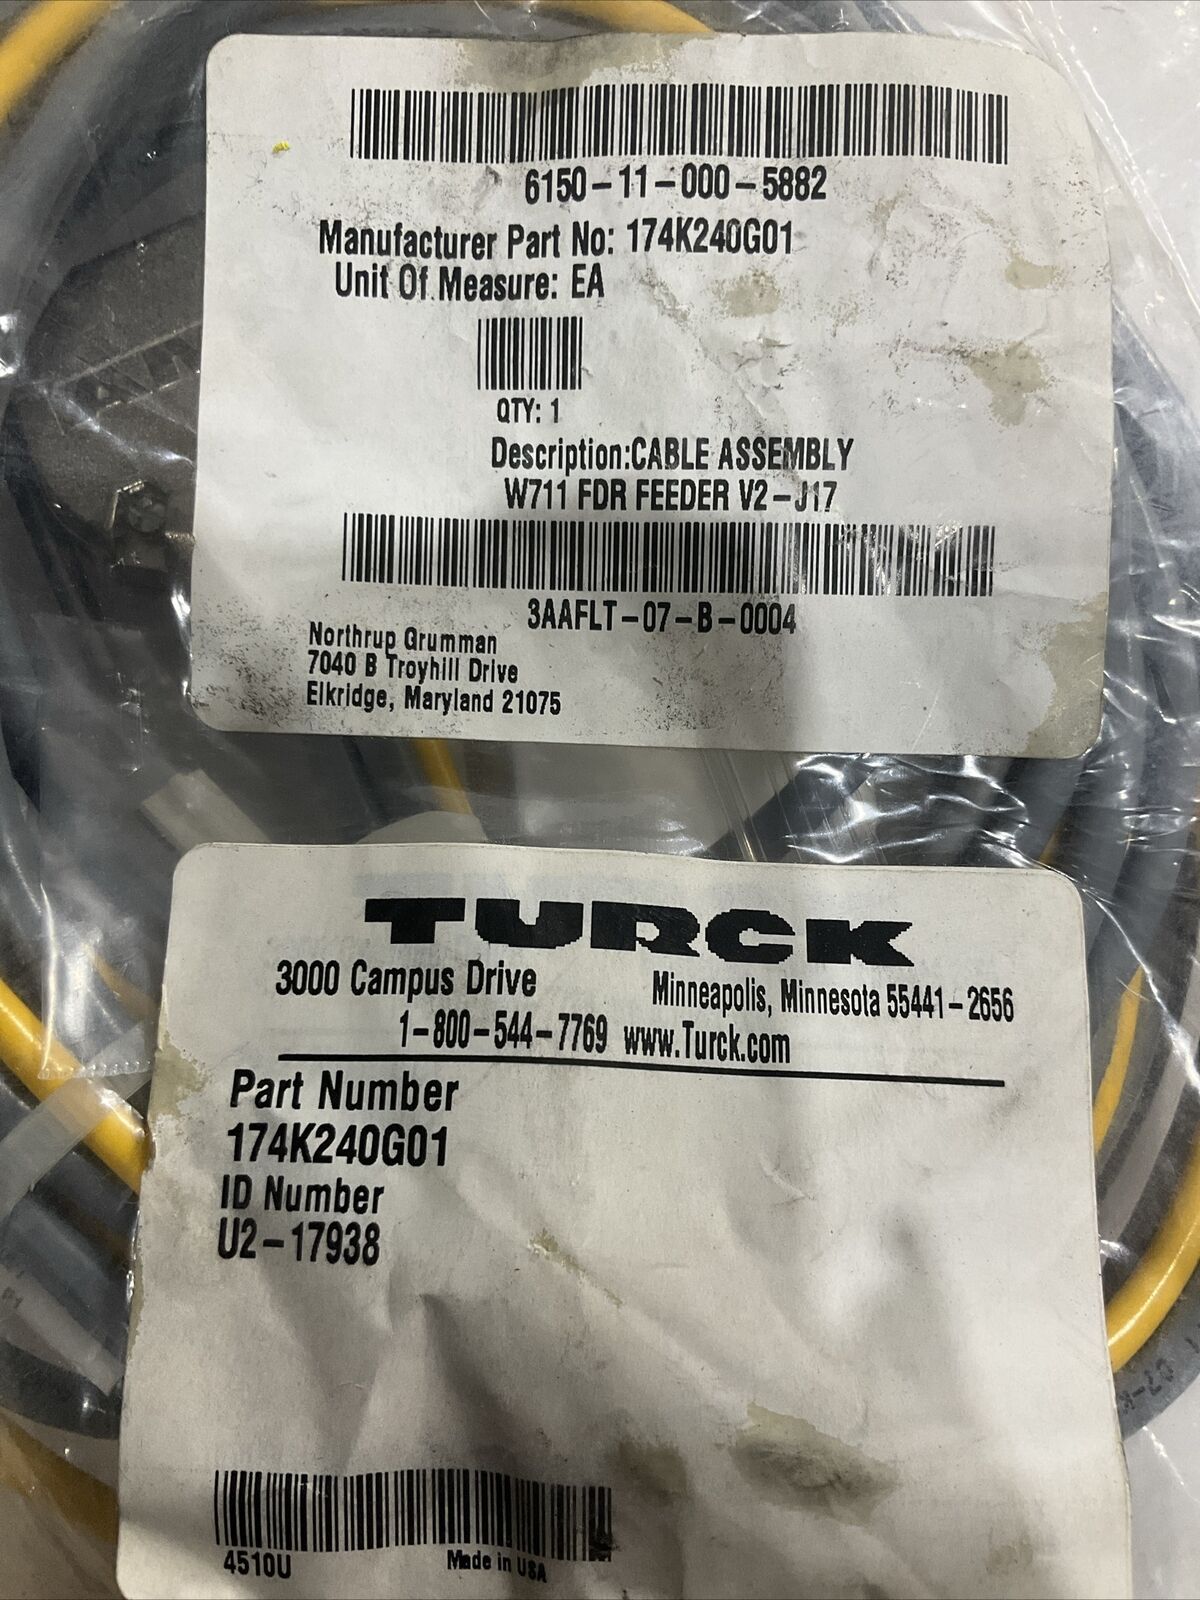 6150-11-000-5882
Manufacturer Part No: 174K240G01
Unit Of Measure: EA
QTY: 1
Description:CABLE ASSEMBLY
W711 FDR FEEDER V2-J17
3AAFLT-07-B-0004
Northrup Grumman
7040 B Troyhill Drive
Elkridge, Maryland 21075
TURCK
3000 Campus Drive Minneapolis, Minnesota 55441-2656
1-800-544-7769 www.Turck.com
Part Number
174K240G01
ID Number
U2-17938
4510U Made in USA